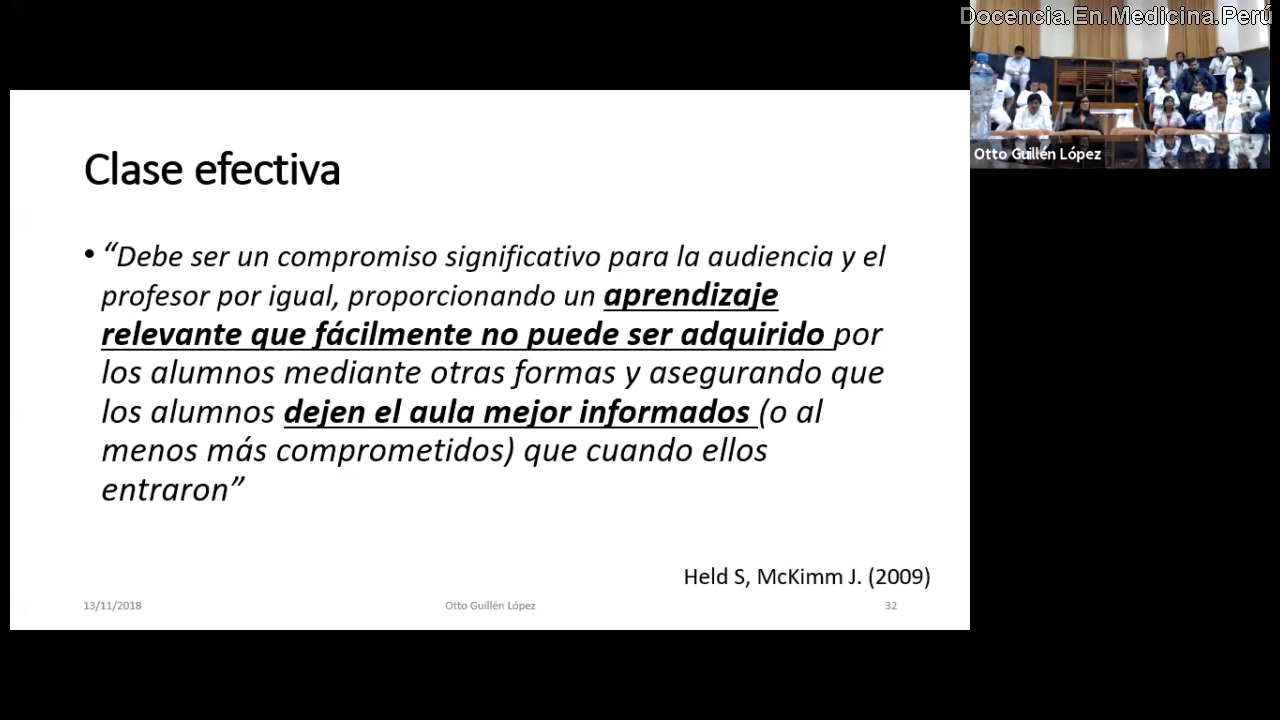 Docencia.En.Medicina.Perú
Otto Guillén López
Clase efectiva
• “Debe ser un compromiso significativo para la audiencia y el
profesor por igual, proporcionando un aprendizaje
relevante que fácilmente no puede ser adquirido por
los alumnos mediante otras formas y asegurando que
los alumnos dejen el aula mejor informados (o al
menos más comprometidos) que cuando ellos
entraron”
Held S, McKimm J. (2009)
13/11/2018
Otto Guillén López
32